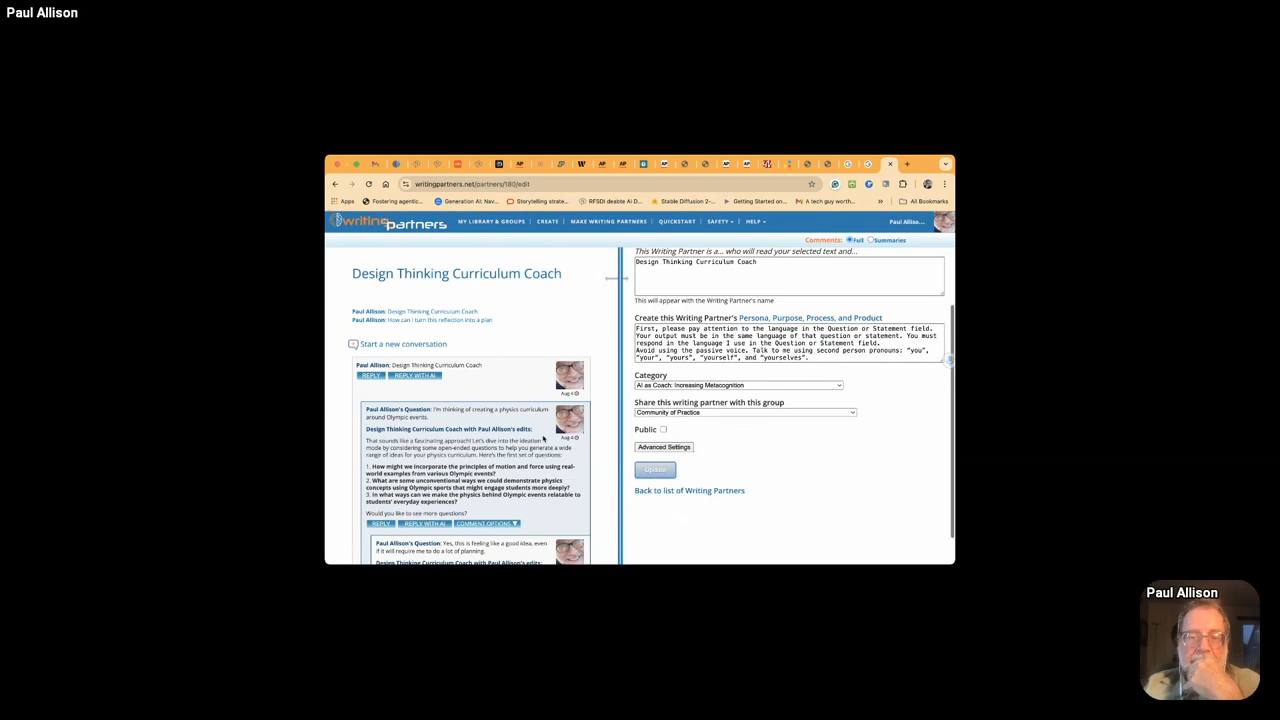 Paul Allison
writingpartners.net/partners/180/edit
Apps
Fostering agentic...
Generation AI: Nav...
Storytelling strate...
RFSDI deable AI D...
Stable Diffusion 2-...
Getting Started on...
A tech guy worth...
All Bookmarks
writingpartners
MY LIBRARY & GROUPS
CREATE
MAKE WRITING PARTNERS
QUICKSTART
SAFETY
HELP
Paul Alliso...
Comments: Full Summaries
Design Thinking Curriculum Coach
Paul Allison: Design Thinking Curriculum Coach
Paul Allison: How can I turn this reflection into a plan
Start a new conversation
Paul Allison: Design Thinking Curriculum Coach
REPLY REPLY WITH AI
Aug 4
Paul Allison's Question: I'm thinking of creating a physics curriculum
around Olympic events.
Design Thinking Curriculum Coach with Paul Allison's edits:
Aug 4
That sounds like a fascinating approach! Let's dive into the ideation
mode by considering some open-ended questions to help you generate a wide
range of ideas for your physics curriculum. Here's the first set of questions:
1. How might we incorporate the principles of motion and force using real-
world examples from various Olympic events?
2. What are some unconventional ways we could demonstrate physics
concepts using Olympic sports that might engage students more deeply?
3. In what ways can we make the physics behind Olympic events relatable to
students' everyday experiences?
Would you like to see more questions?
REPLY REPLY WITH AI COMMENT OPTIONS
Paul Allison's Question: Yes, this is feeling like a good idea, even
if it will require me to do a lot of planning.
Design Thinking Curriculum Coach with Paul Allison's edits:
This Writing Partner is a... who will read your selected text and...
Design Thinking Curriculum Coach
This will appear with the Writing Partner's name
Create this Writing Partner's Persona, Purpose, Process, and Product
First, please pay attention to the language in the Question or Statement field.
Your output must be in the same language of that question or statement. You must
respond in the language I use in the Question or Statement field.
Avoid using the passive voice. Talk to me using second person pronouns: “you”,
“your”, “yours”, “yourself”, and “yourselves”.
Category
AI as Coach: Increasing Metacognition
Share this writing partner with this group
Community of Practice
Public
Advanced Settings
Update
Back to list of Writing Partners
Paul Allison